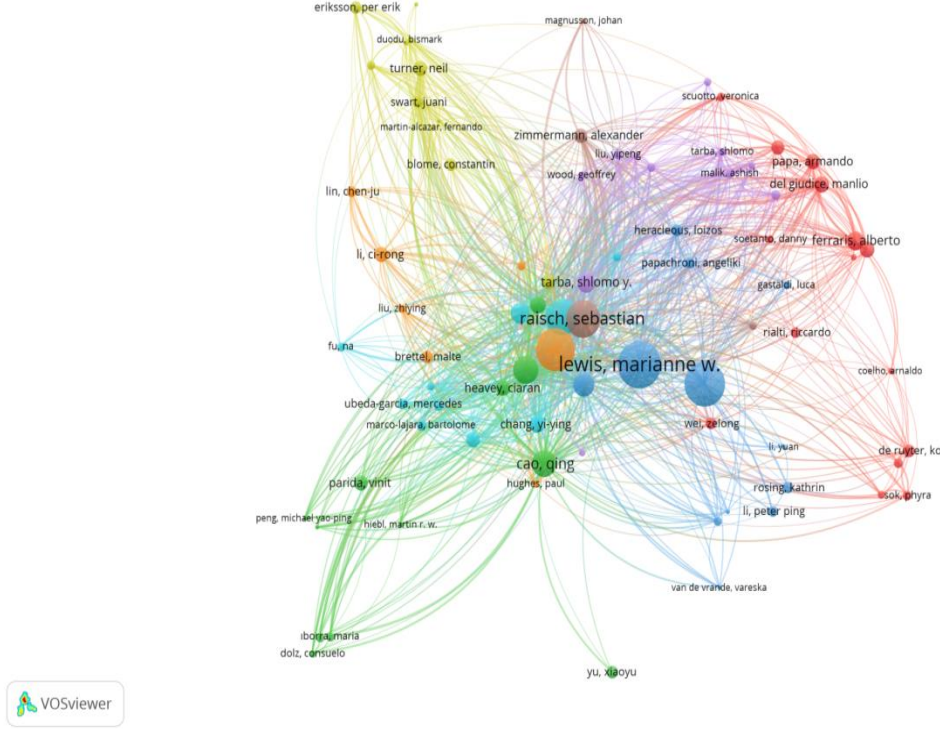 eriksson, per erik
magnusson, johan
duodu, bismark
turner, neil
scuotto, veronica
swart, juani
martin-alcazar, fernando
zimmermann, alexander
liu, yipeng
tarba, shlomo
papa, armando
blome, constantin
wood, geoffrey
malik, ashish
del giudice, manlio
lin, chen-ju
heracleous, loizos
soetanto, danny
ferraris, alberto
li, ci-rong
papachroni, angeliki
tarba, shlomo y.
gastaldi, luca
liu, zhiying
raisch, sebastian
rialti, riccardo
fu, na
brettel, malte
lewis, marianne w.
coelho, arnaldo
heavey, ciaran
ubeda-garcia, mercedes
marco-lajara, bartolome
chang, yi-ying
wei, zelong
li, yuan
de ruyter, ko
cao, qing
parida, vinit
hughes, paul
rosing, kathrin
sok, phyra
peng, michael yao-ping
hiebl, martin r. w.
li, peter ping
van de vrande, vareska
iborra, maria
dolz, consuelo
yu, xiaoyu
VOSviewer